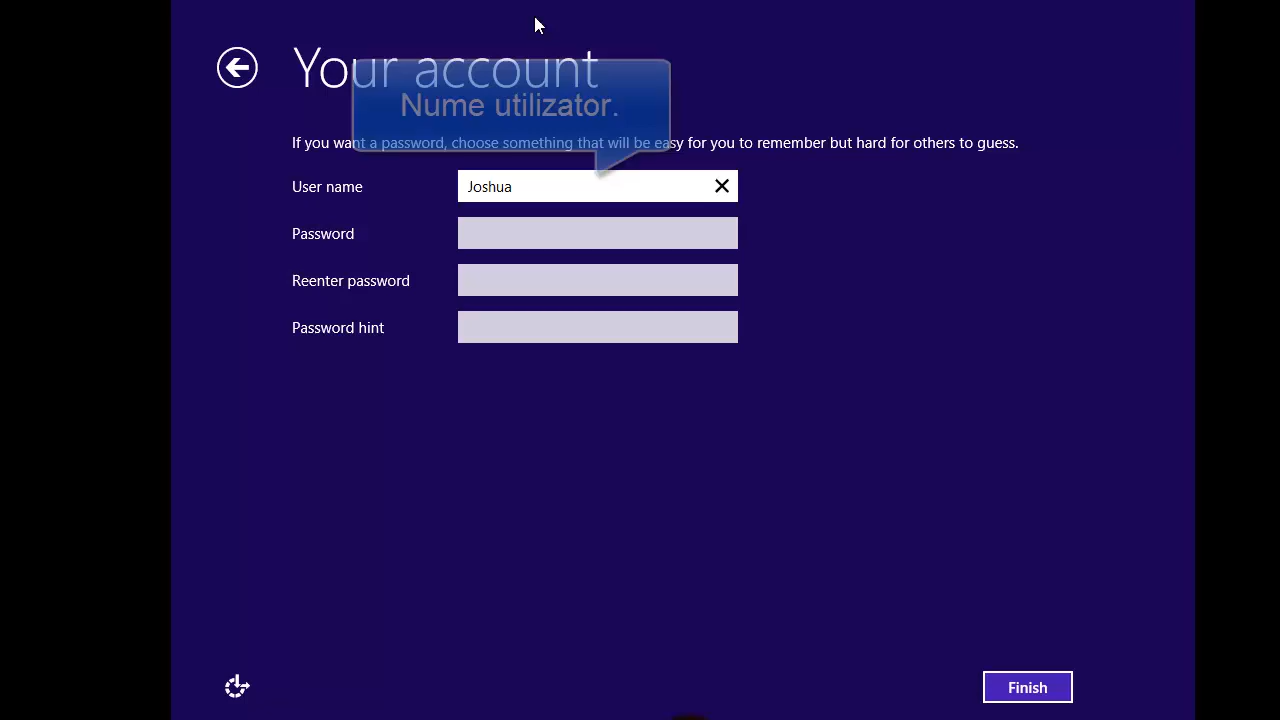 Your account
Nume utilizator.
If you want a password, choose something that will be easy for you to remember but hard for others to guess.
User name Joshua
Password
Reenter password
Password hint
Finish